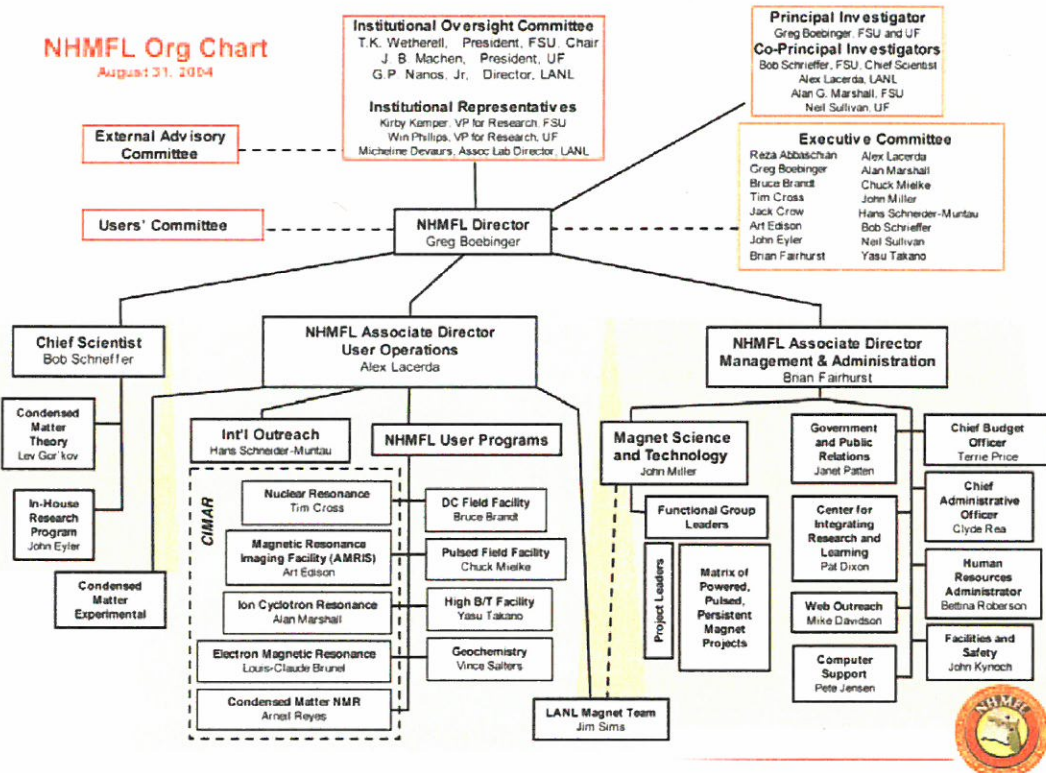 NHMFL Org Chart
August 31, 2004
Institutional Oversight Committee
T.K. Wetherell, President, FSU, Chair
J. B. Machen, President, UF
G.P. Nanos, Jr, Director, LANL
Institutional Representatives
Kirby Kemper, VP for Research, FSU
Win Phillips, VP for Research, UF
Micheline Devaurs, Assoc Lab Director, LANL
Principal Investigator
Greg Boebinger, FSU and UF
Co-Principal Investigators
Bob Schrieffer, FSU, Chief Scientist
Alex Lacerda, LANL
Alan G. Marshall, FSU
Neil Sullivan, UF
External Advisory
Committee
Users' Committee
NHMFL Director
Greg Boebinger
Executive Committee
Reza Abbaschian Alex Lacerda
Greg Boebinger Alan Marshall
Bruce Brandt Chuck Mielke
Tim Cross John Miller
Jack Crow Hans Schneider-Muntau
Art Edison Bob Schrieffer
John Eyler Neil Sullivan
Brian Fairhurst Yasu Takano
Chief Scientist
Bob Schrieffer
NHMFL Associate Director
User Operations
Alex Lacerda
NHMFL Associate Director
Management & Administration
Brian Fairhurst
Condensed
Matter
Theory
Lev Gor'kov
In-House
Research
Program
John Eyler
Condensed
Matter
Experimental
Int'l Outreach
Hans Schneider-Muntau
NHMFL User Programs
CIMAR
Nuclear Resonance
Tim Cross
Magnetic Resonance
Imaging Facility (AMRIS)
Art Edison
Ion Cyclotron Resonance
Alan Marshall
Electron Magnetic Resonance
Louis-Claude Brunel
Condensed Matter NMR
Arneil Reyes
DC Field Facility
Bruce Brandt
Pulsed Field Facility
Chuck Mielke
High B/T Facility
Yasu Takano
Geochemistry
Vince Salters
LANL Magnet Team
Jim Sims
Magnet Science
and Technology
John Miller
Functional Group
Leaders
Project Leaders
Matrix of
Powered,
Pulsed,
Persistent
Magnet
Projects
Government
and Public
Relations
Janet Patten
Center for
Integrating
Research and
Learning
Pat Dixon
Web Outreach
Mike Davidson
Computer
Support
Pete Jensen
Chief Budget
Officer
Terrie Price
Chief
Administrative
Officer
Clyde Rea
Human
Resources
Administrator
Bettina Roberson
Facilities and
Safety
John Kynoch
NHMFL